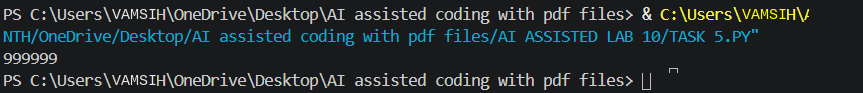 PS C:\Users\VAMSIH\OneDrive\Desktop\AI assisted coding with pdf files> & C:\Users\VAMSIH\A
NTH/OneDrive/Desktop/AI assisted coding with pdf files/AI ASSISTED LAB 10/TASK 5.PY"
999999
PS C:\Users\VAMSIH\OneDrive\Desktop\AI assisted coding with pdf files>